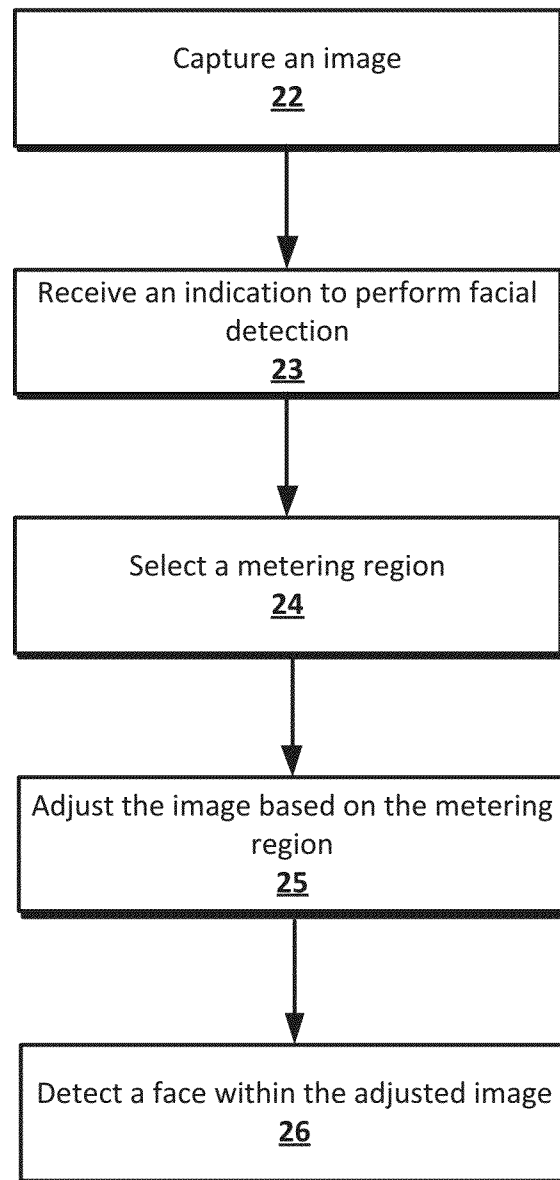 Capture an image
22
Receive an indication to perform facial
detection
23
Select a metering region
24
Adjust the image based on the metering
region
25
Detect a face within the adjusted image
26